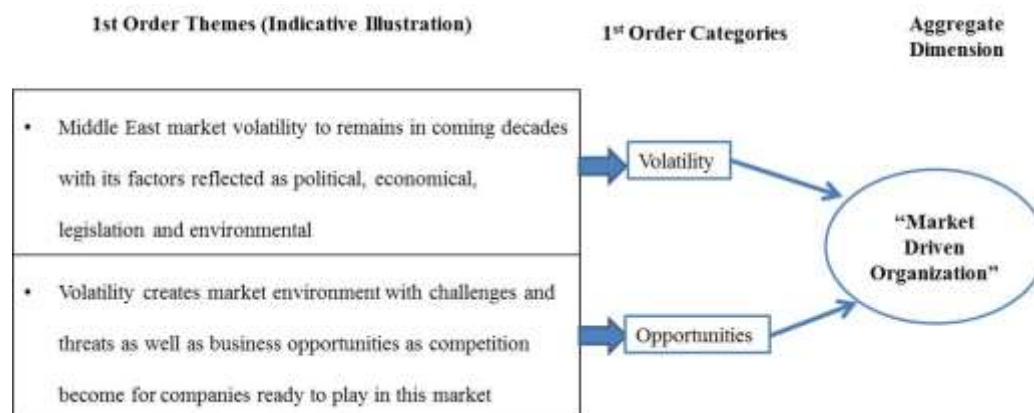 1st Order Themes (Indicative Illustration)
1st Order Categories
Aggregate
Dimension
• Middle East market volatility to remains in coming decades
with its factors reflected as political, economical,
legislation and environmental
Volatility
• Volatility creates market environment with challenges and
threats as well as business opportunities as competition
become for companies ready to play in this market
Opportunities
“Market
Driven
Organization”